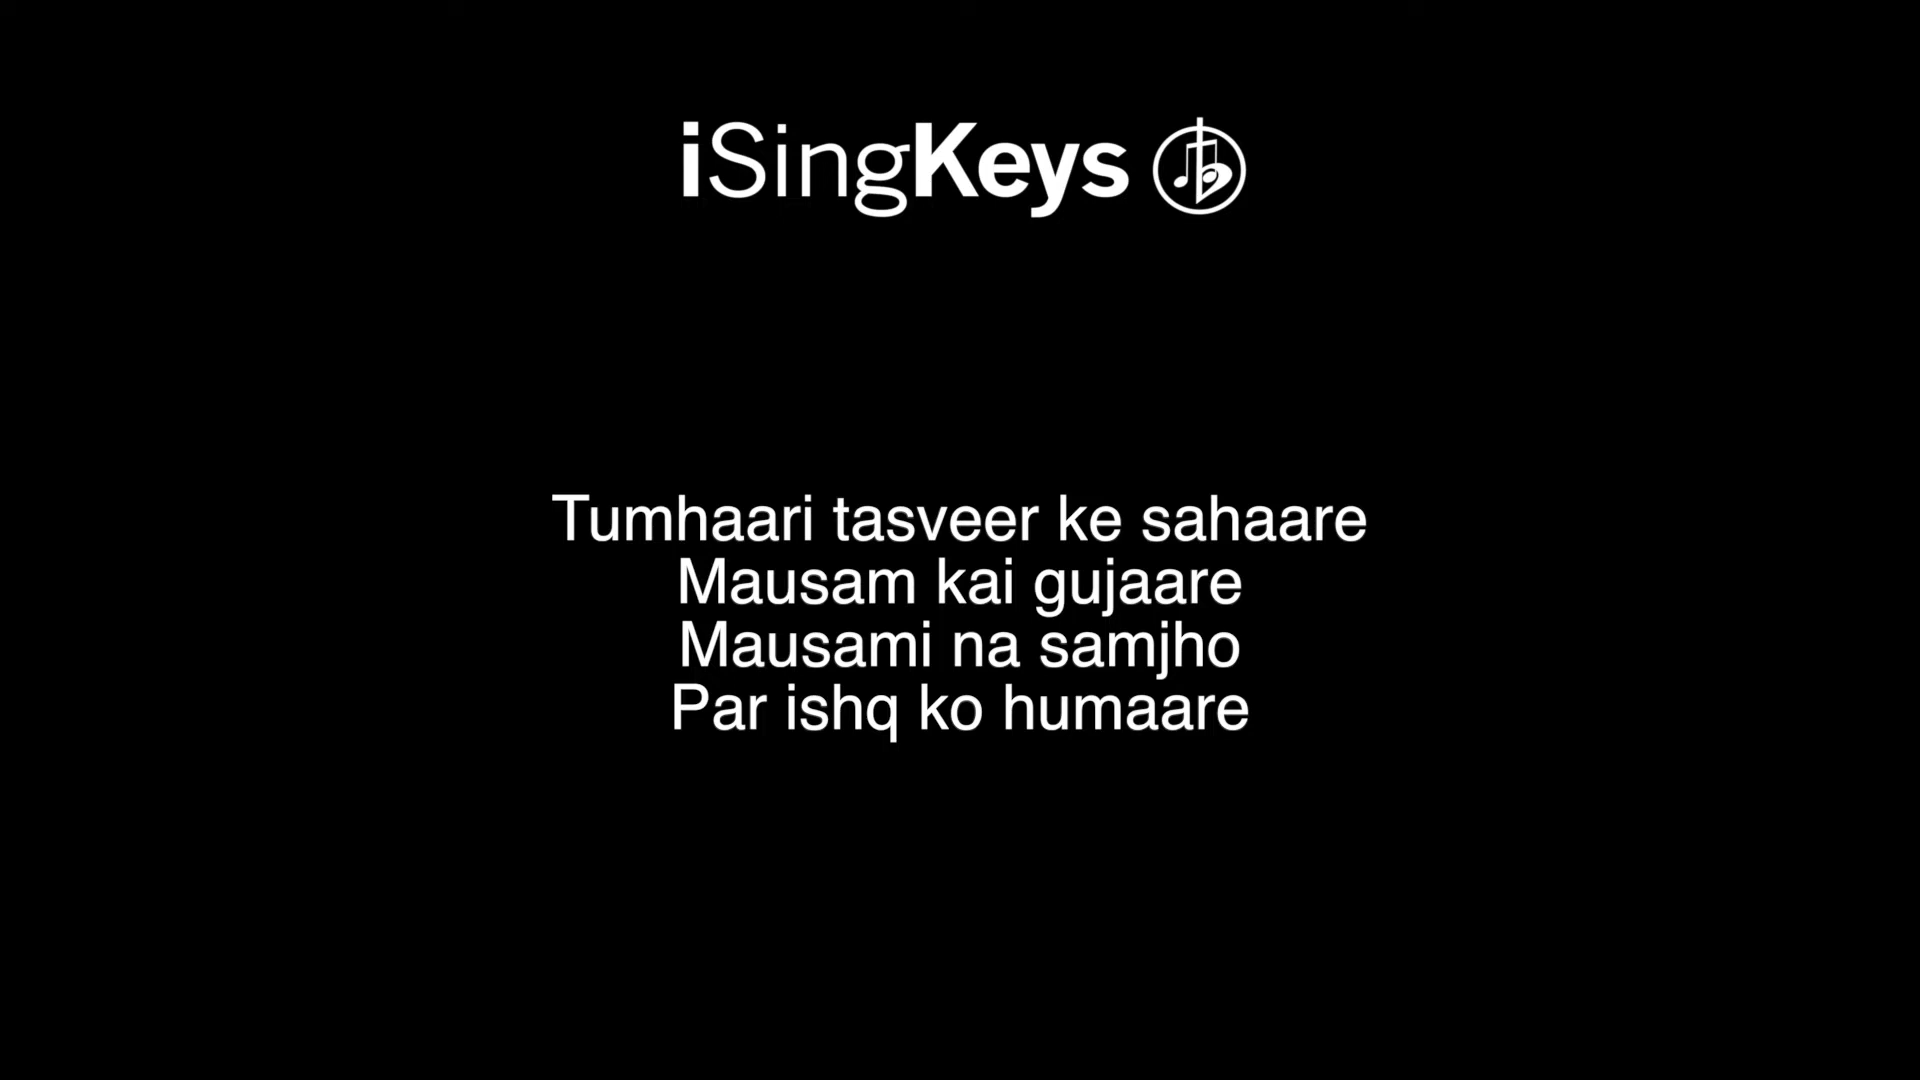 iSingKeys
Tumhaari tasveer ke sahaare
Mausam kai gujaare
Mausami na samjho
Par ishq ko humaare